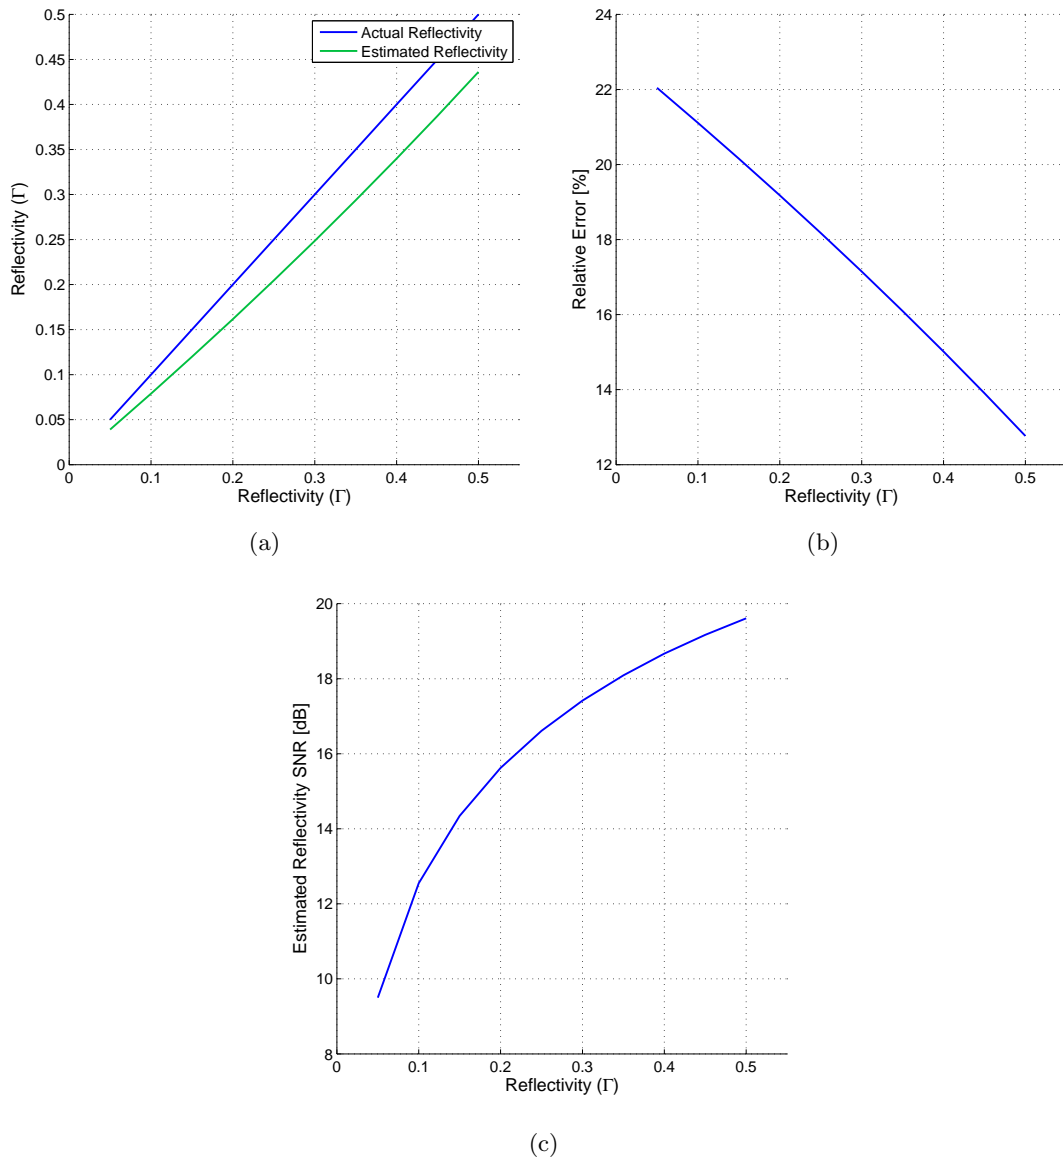 0.5
0.45
0.4
0.35
0.3
0.25
0.2
0.15
0.1
0.05
0
Reflectivity (Γ)
Actual Reflectivity
Estimated Reflectivity
0 0.1 0.2 0.3 0.4 0.5
Reflectivity (Γ)
(a)
24
22
20
18
16
14
12
Relative Error [%]
0 0.1 0.2 0.3 0.4 0.5
Reflectivity (Γ)
(b)
20
18
16
14
12
10
8
Estimated Reflectivity SNR [dB]
0 0.1 0.2 0.3 0.4 0.5
Reflectivity (Γ)
(c)